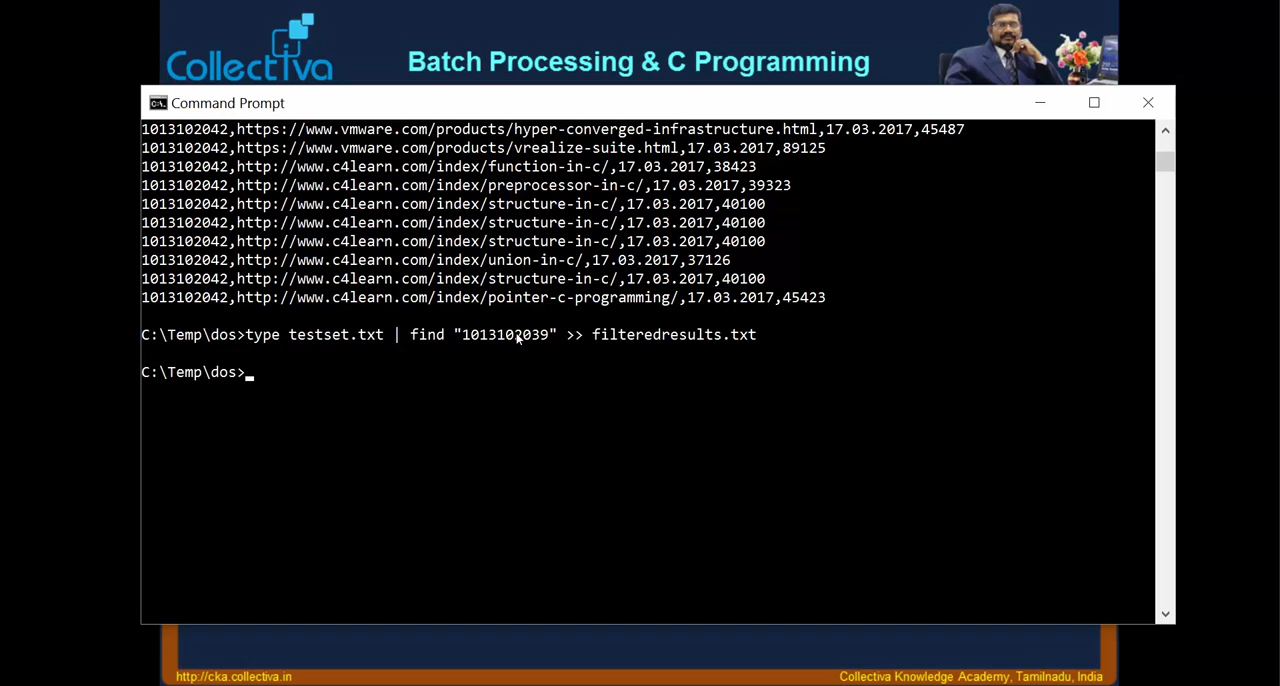 Collectiva
Batch Processing & C Programming
Command Prompt
1013102042,https://www.vmware.com/products/hyper-converged-infrastructure.html,17.03.2017,45487
1013102042,https://www.vmware.com/products/vrealize-suite.html,17.03.2017,89125
1013102042,http://www.c4learn.com/index/function-in-c/,17.03.2017,38423
1013102042,http://www.c4learn.com/index/preprocessor-in-c/,17.03.2017,39323
1013102042,http://www.c4learn.com/index/structure-in-c/,17.03.2017,40100
1013102042,http://www.c4learn.com/index/structure-in-c/,17.03.2017,40100
1013102042,http://www.c4learn.com/index/structure-in-c/,17.03.2017,40100
1013102042,http://www.c4learn.com/index/union-in-c/,17.03.2017,37126
1013102042,http://www.c4learn.com/index/structure-in-c/,17.03.2017,40100
1013102042,http://www.c4learn.com/index/pointer-c-programming/,17.03.2017,45423
C:\Temp\dos>type testset.txt | find "1013102039" >> filteredresults.txt
C:\Temp\dos>
http://cka.collectiva.in
Collectiva Knowledge Academy, Tamilnadu, India